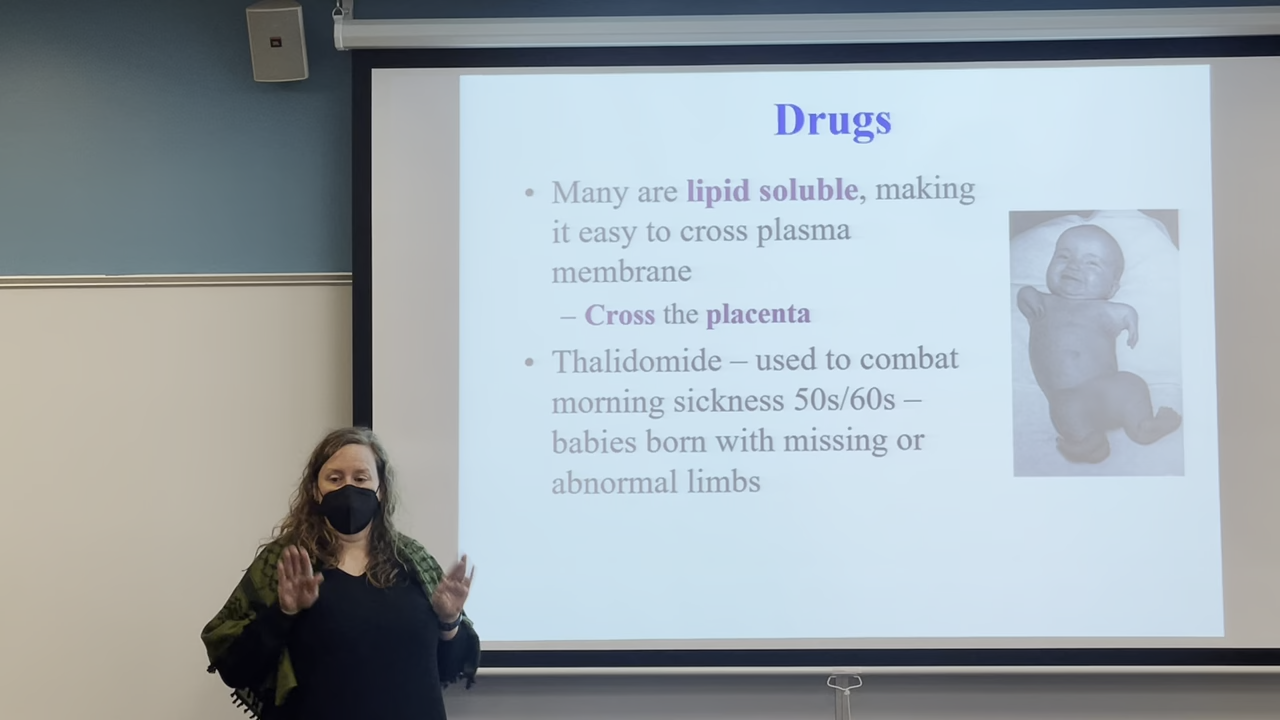 Drugs
• Many are lipid soluble, making
it easy to cross plasma
membrane
– Cross the placenta
• Thalidomide – used to combat
morning sickness 50s/60s –
babies born with missing or
abnormal limbs